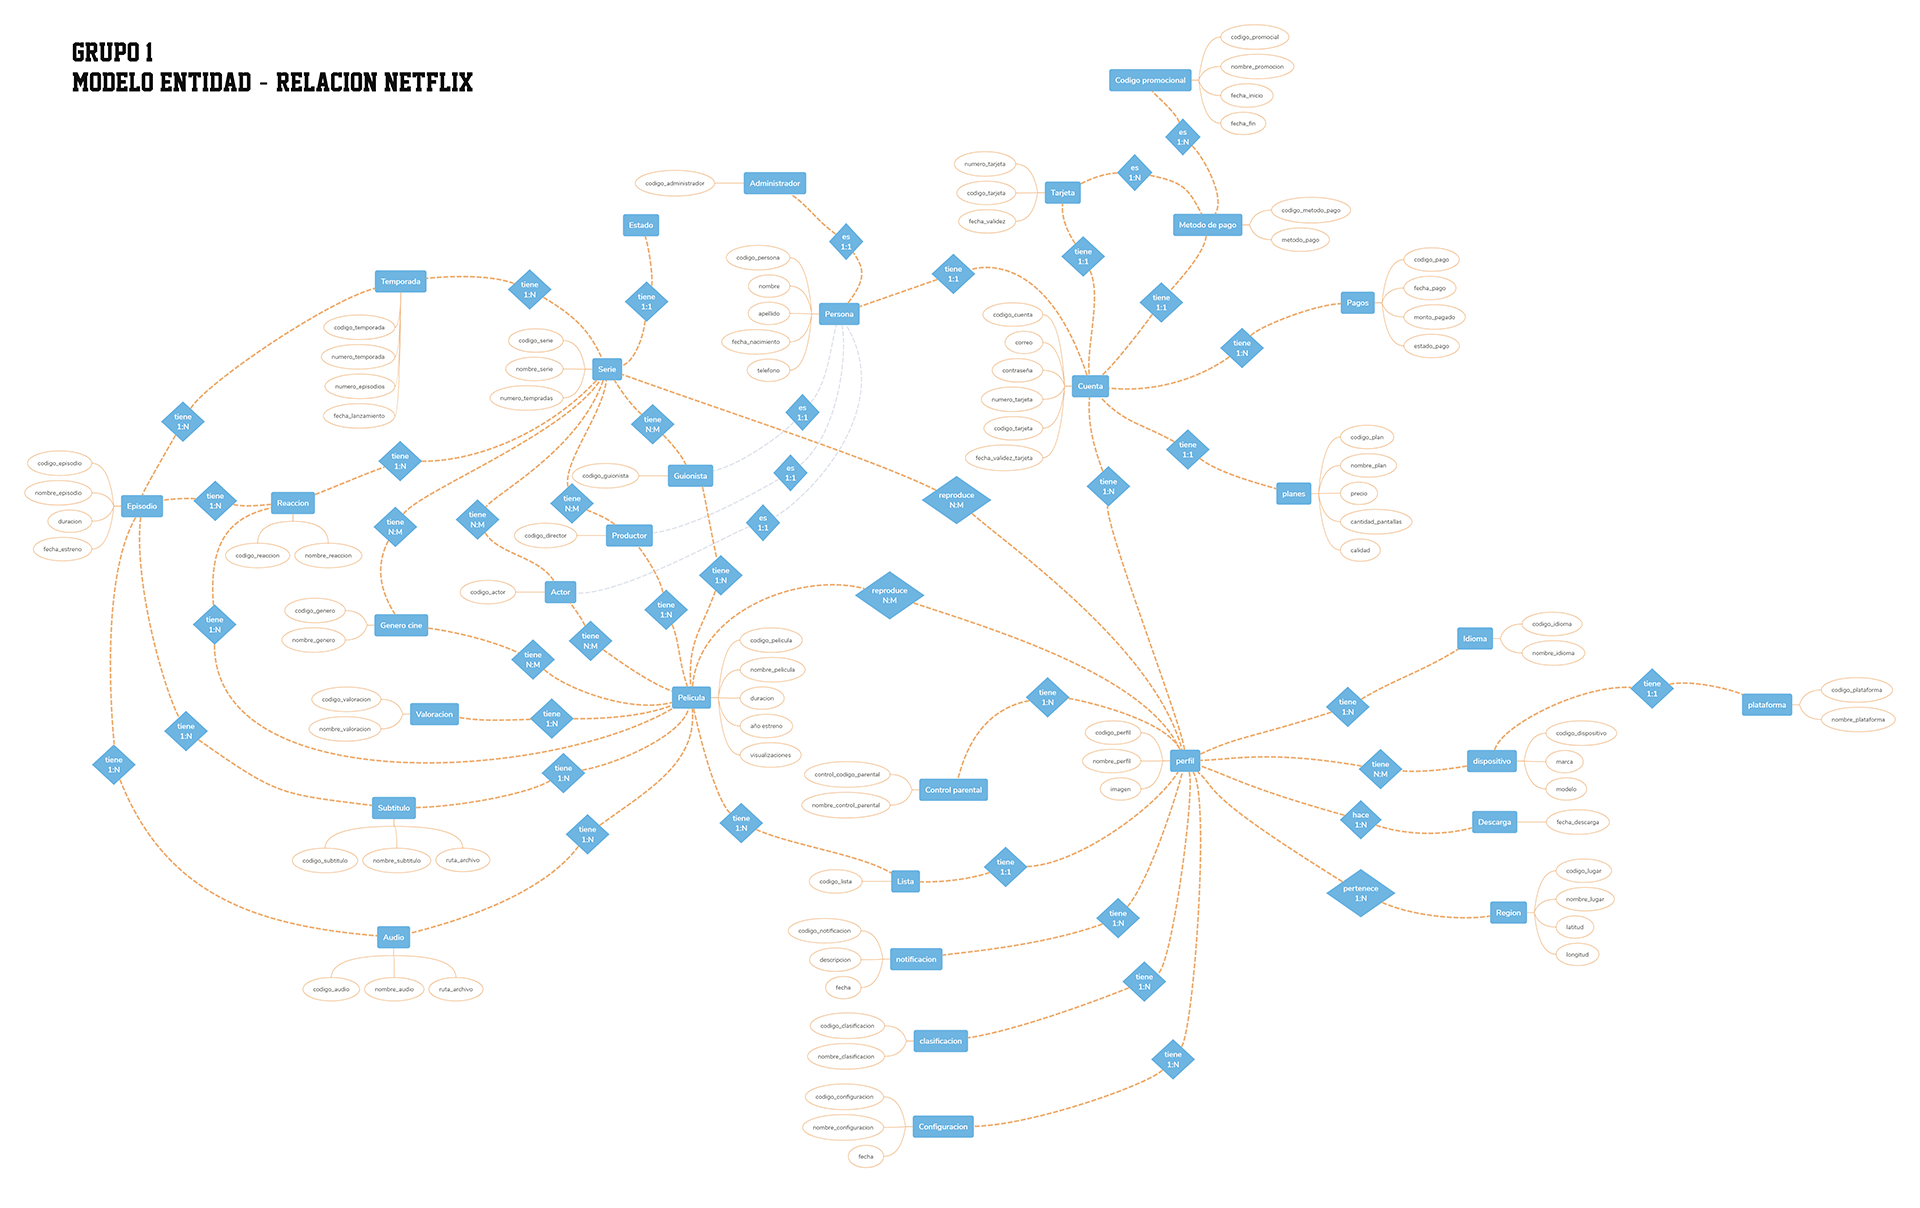 GRUPO 1
MODELO ENTIDAD - RELACION NETFLIX
codigo_promocial
nombre_promocion
Codigo promocional
fecha_inicio
fecha_fin
es
1:N
numero_tarjeta
codigo_tarjeta
fecha_validez
Tarjeta
es
1:N
Metodo de pago
codigo_metodo_pago
metodo_pago
codigo_administrador
Administrador
es
1:1
Estado
tiene
1:1
Temporada
codigo_temporada
numero_temporada
numero_episodios
fecha_lanzamiento
tiene
1:N
codigo_persona
nombre
apellido
fecha_nacimiento
telefono
Persona
tiene
1:1
tiene
1:1
tiene
1:1
codigo_pago
fecha_pago
monto_pagado
estado_pago
Pagos
tiene
1:N
codigo_serie
nombre_serie
numero_tempradas
Serie
codigo_cuenta
correo
contraseña
numero_tarjeta
codigo_tarjeta
fecha_validez_tarjeta
Cuenta
tiene
1:N
tiene
N:M
es
1:1
tiene
1:1
codigo_plan
nombre_plan
precio
cantidad_pantallas
calidad
planes
codigo_episodio
nombre_episodio
duracion
fecha_estreno
Episodio
tiene
1:N
tiene
1:N
Reaccion
codigo_reaccion
nombre_reaccion
codigo_guionista
Guionista
es
1:1
reproduce
N:M
tiene
1:N
tiene
N:M
tiene
N:M
tiene
N:M
es
1:1
codigo_director
Productor
codigo_actor
Actor
tiene
1:N
reproduce
N:M
codigo_genero
nombre_genero
Genero cine
tiene
1:N
tiene
1:N
tiene
N:M
tiene
N:M
codigo_pelicula
nombre_pelicula
duracion
año estreno
visualizaciones
Pelicula
codigo_valoracion
nombre_valoracion
Valoracion
tiene
1:N
tiene
1:N
tiene
1:N
tiene
1:N
Subtitulo
codigo_subtitulo
nombre_subtitulo
ruta_archivo
tiene
1:N
tiene
1:N
Audio
codigo_audio
nombre_audio
ruta_archivo
Idioma
codigo_idioma
nombre_idioma
tiene
1:N
tiene
1:1
plataforma
codigo_plataforma
nombre_plataforma
tiene
1:N
codigo_perfil
nombre_perfil
imagen
perfil
tiene
N:M
dispositivo
codigo_dispositivo
marca
modelo
control_codigo_parental
nombre_control_parental
Control parental
hace
1:N
Descarga
fecha_descarga
codigo_lista
Lista
tiene
1:1
pertenece
1:N
Region
codigo_lugar
nombre_lugar
latitud
longitud
codigo_notificacion
descripcion
fecha
notificacion
tiene
1:N
codigo_clasificacion
nombre_clasificacion
clasificacion
tiene
1:N
codigo_configuracion
nombre_configuracion
fecha
Configuracion
tiene
1:N